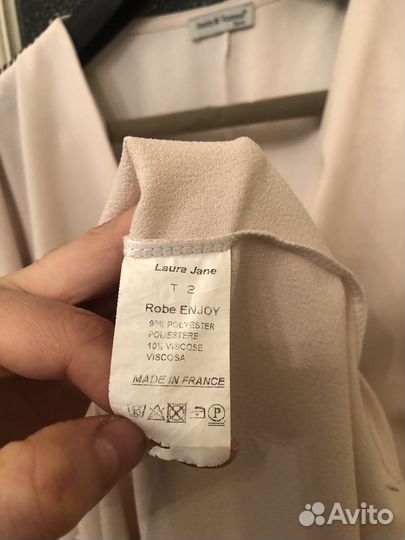 Laura Jane
T 2
Robe ENJOY
90% POLYESTER
POLIESTERE
10% VISCOSE
VISCOSA
MADE IN FRANCE
P
Avito